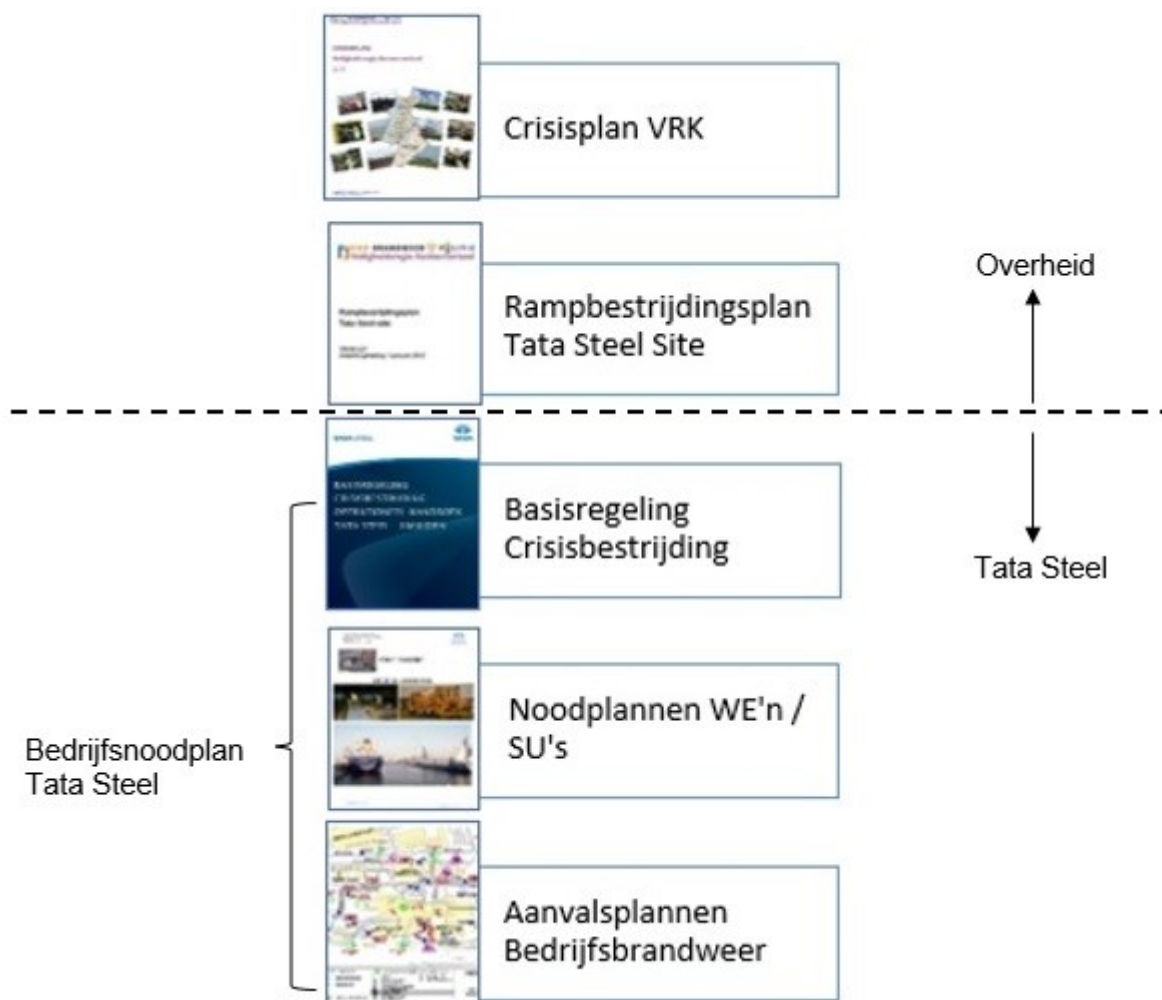 Crisisplan VRK
Rampbestrijdingsplan
Tata Steel Site
Overheid
Tata Steel
Basisregeling
Crisisbestrijding
Noodplannen WE'n /
SU's
Bedrijfsnoodplan
Tata Steel
Aanvalsplannen
Bedrijfsbrandweer